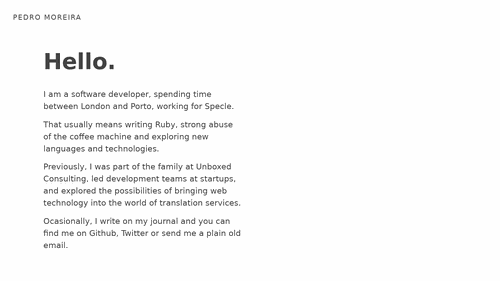 PEDRO MOREIRA
Hello.
I am a software developer, spending time
between London and Porto, working for Specle.
That usually means writing Ruby, strong abuse
of the coffee machine and exploring new
languages and technologies.
Previously, I was part of the family at Unboxed
Consulting, led development teams at startups,
and explored the possibilities of bringing web
technology into the world of translation services.
Ocasionally, I write on my journal and you can
find me on Github, Twitter or send me a plain old
email.